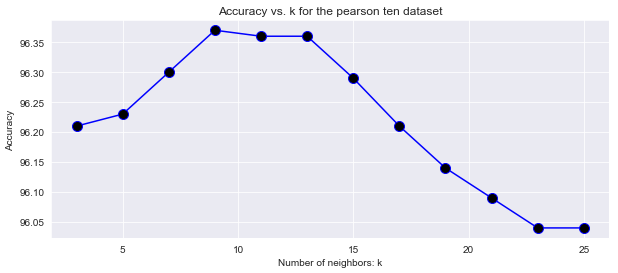 Accuracy vs. k for the pearson ten dataset
Accuracy
96.35
96.30
96.25
96.20
96.15
96.10
96.05
5 10 15 20 25
Number of neighbors: k